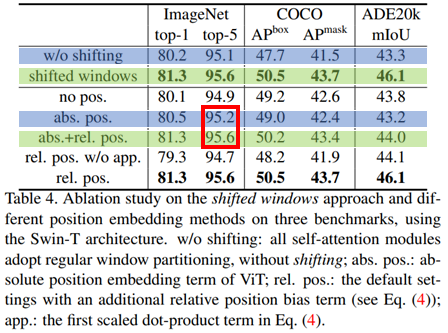 ImageNet COCO ADE20k
top-1 top-5 AP^box AP^mask mIoU
w/o shifting 80.2 95.1 47.7 41.5 43.3
shifted windows 81.3 95.6 50.5 43.7 46.1
no pos. 80.1 94.9 49.2 42.6 43.8
abs. pos. 80.5 95.2 49.0 42.4 43.2
abs.+rel. pos. 81.3 95.6 50.2 43.4 44.0
rel. pos. w/o app. 79.3 94.7 48.2 41.9 44.1
rel. pos. 81.3 95.6 50.5 43.7 46.1
Table 4. Ablation study on the shifted windows approach and dif-
ferent position embedding methods on three benchmarks, using
the Swin-T architecture. w/o shifting: all self-attention modules
adopt regular window partitioning, without shifting; abs. pos.: ab-
solute position embedding term of ViT; rel. pos.: the default set-
tings with an additional relative position bias term (see Eq. (4));
app.: the first scaled dot-product term in Eq. (4).